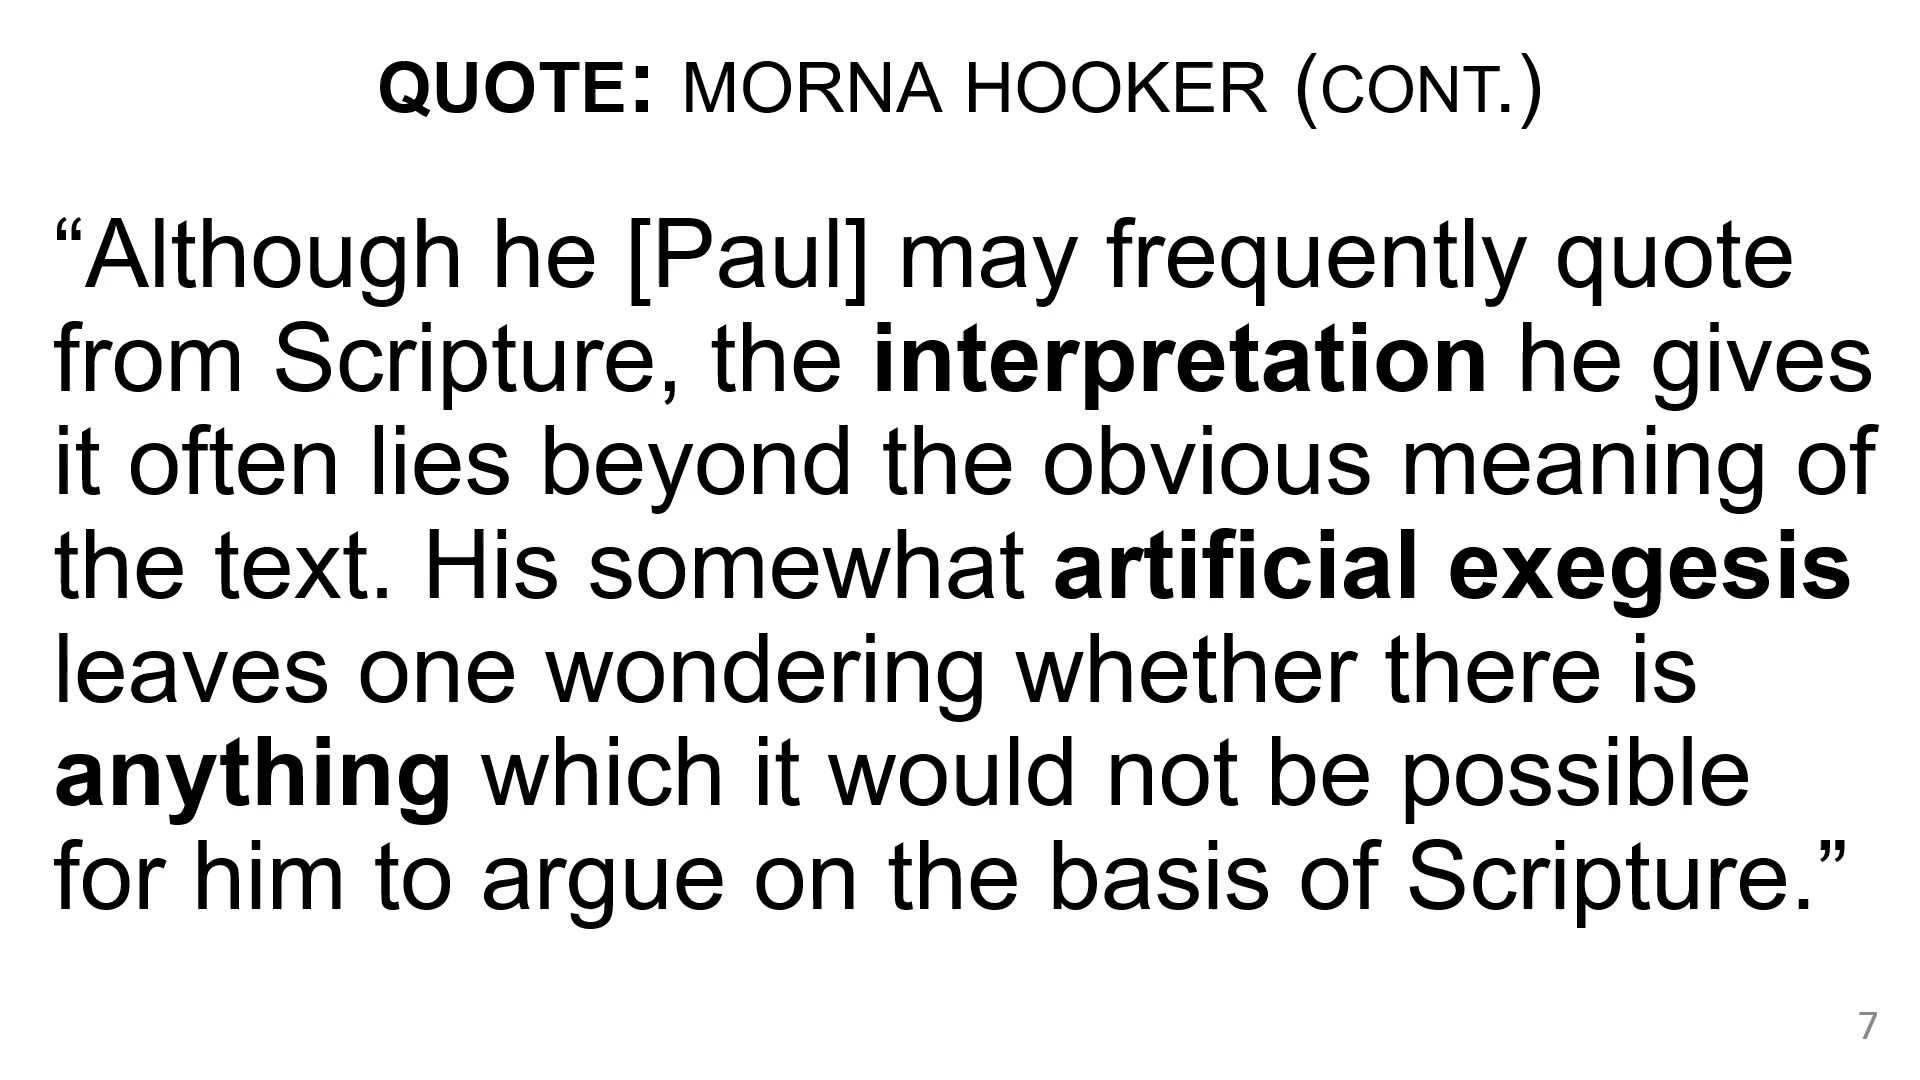 QUOTE: MORNA HOOKER (CONT.)
“Although he [Paul] may frequently quote
from Scripture, the interpretation he gives
it often lies beyond the obvious meaning of
the text. His somewhat artificial exegesis
leaves one wondering whether there is
anything which it would not be possible
for him to argue on the basis of Scripture.”
7